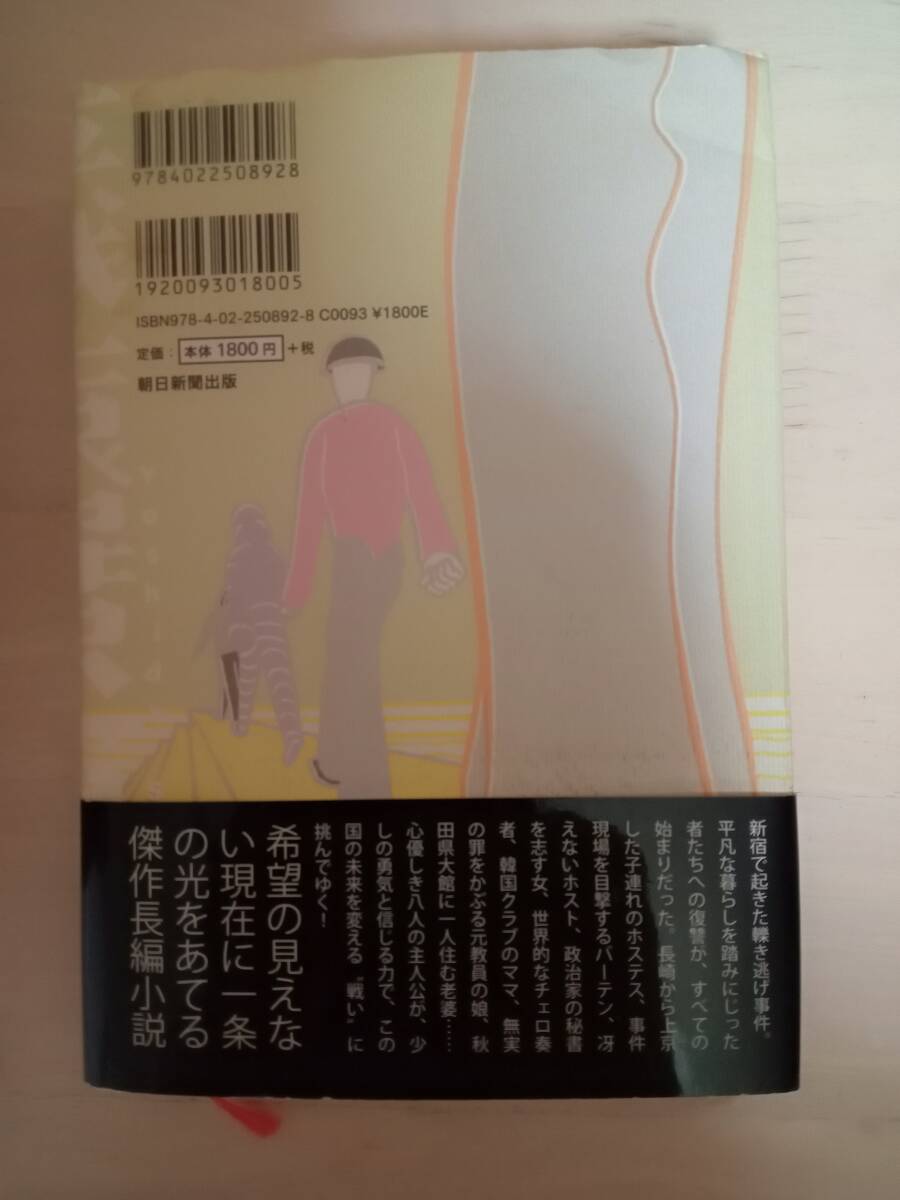 9784022508928
1920093018005
ISBN978-4-02-250892-8 C0093 ¥1800E
定価：本体1800円＋税
朝日新聞出版
新宿で起きた轢き逃げ事件。
平凡な暮らしを踏みにじった
者たちへの復讐が、すべての
始まりだった。長崎から上京
した子連れのホステス、事件
現場を目撃するバーテン、冴
えないホスト、政治家の秘書
を志す女、世界的なチェロ奏
者、韓国クラブのママ、無実
の罪をかぶる元教員の娘、秋
田県大館に一人住む老婆……
心優しき八人の主人公が、少
しの勇気と信じる力で、この
国の未来を変える〝戦い〟に
挑んでゆく！
希望の見えな
い現在に一条
の光をあてる
傑作長編小説